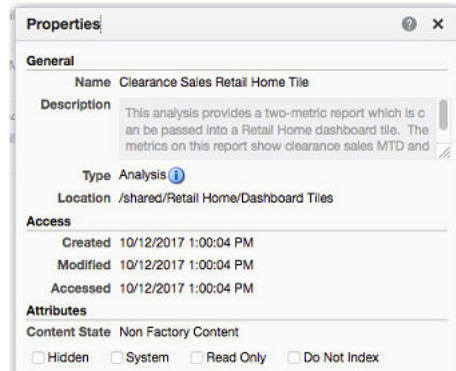 Properties
General
Name Clearance Sales Retail Home Tile
Description This analysis provides a two-metric report which is c
an be passed into a Retail Home dashboard tile. The
metrics on this report show clearance sales MTD and
Type Analysis
Location /shared/Retail Home/Dashboard Tiles
Access
Created 10/12/2017 1:00:04 PM
Modified 10/12/2017 1:00:04 PM
Accessed 10/12/2017 1:00:04 PM
Attributes
Content State Non Factory Content
Hidden System Read Only Do Not Index